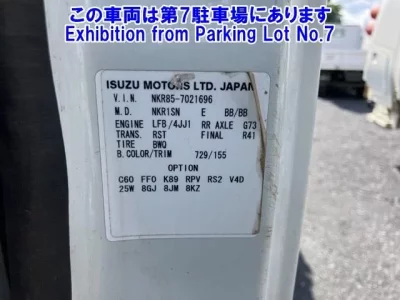 この車両は第7駐車場にあります
Exhibition from Parking Lot No.7
ISUZU MOTORS LTD. JAPAN
V.I.N. NKR85-7021696
M.D. NKR1SN E BB/BB
ENGINE LFB/4JJ1 RR AXLE G73
TRANS. RST FINAL R41
TIRE BWQ
B.COLOR/TRIM 729/155
OPTION
C60 FF0 K89 RPV RS2 V4D
25W 8GJ 8JM 8KZ